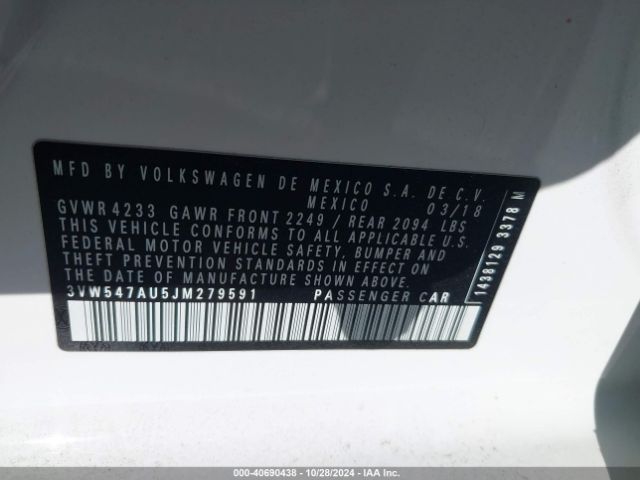 MFD BY VOLKSWAGEN DE MEXICO S.A. DE C.V.
MEXICO 03/18
GVWR 4233 GAWR FRONT 2249 / REAR 2094 LBS
THIS VEHICLE CONFORMS TO ALL APPLICABLE U.S.
FEDERAL MOTOR VEHICLE SAFETY, BUMPER AND
THEFT PREVENTION STANDARDS IN EFFECT ON
THE DATE OF MANUFACTURE SHOWN ABOVE.
3VW547AU5JM279591 PASSENGER CAR
1438129 3378 M
000-40690438 - 10/28/2024 - IAA Inc.